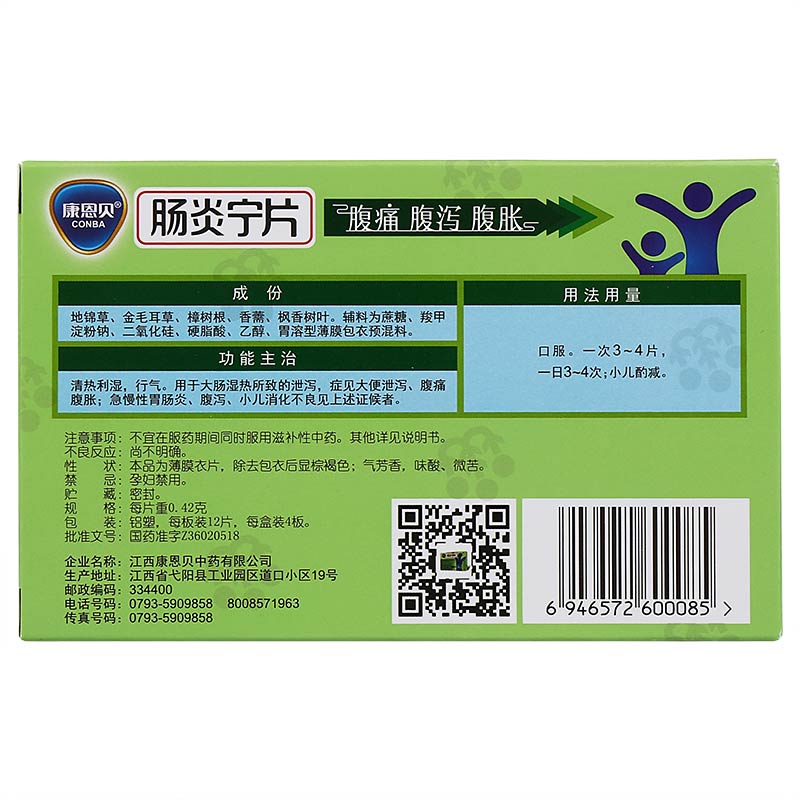 康恩贝®
CONBA
肠炎宁片
腹痛 腹泻 腹胀
成 份
地锦草、金毛耳草、樟树根、香薷、枫香树叶。辅料为蔗糖、羧甲
淀粉钠、二氧化硅、硬脂酸、乙醇、胃溶型薄膜包衣预混料。
功能主治
清热利湿，行气。用于大肠湿热所致的泄泻，症见大便泄泻、腹痛
腹胀；急慢性胃肠炎、腹泻、小儿消化不良见上述证候者。
用法用量
口服。一次3~4片，
一日3~4次；小儿酌减。
注意事项：不宜在服药期间同时服用滋补性中药。其他详见说明书。
不良反应：尚不明确。
性 状：本品为薄膜衣片，除去包衣后显棕褐色；气芳香，味酸、微苦。
禁 忌：孕妇禁用。
贮 藏：密封。
规 格：每片重0.42克
包 装：铝塑，每板装12片，每盒装4板。
批准文号：国药准字Z36020518
企业名称：江西康恩贝中药有限公司
生产地址：江西省弋阳县工业园区道口小区19号
邮政编码：334400
电话号码：0793-5909858 8008571963
传真号码：0793-5909858
6 946572 600085 >